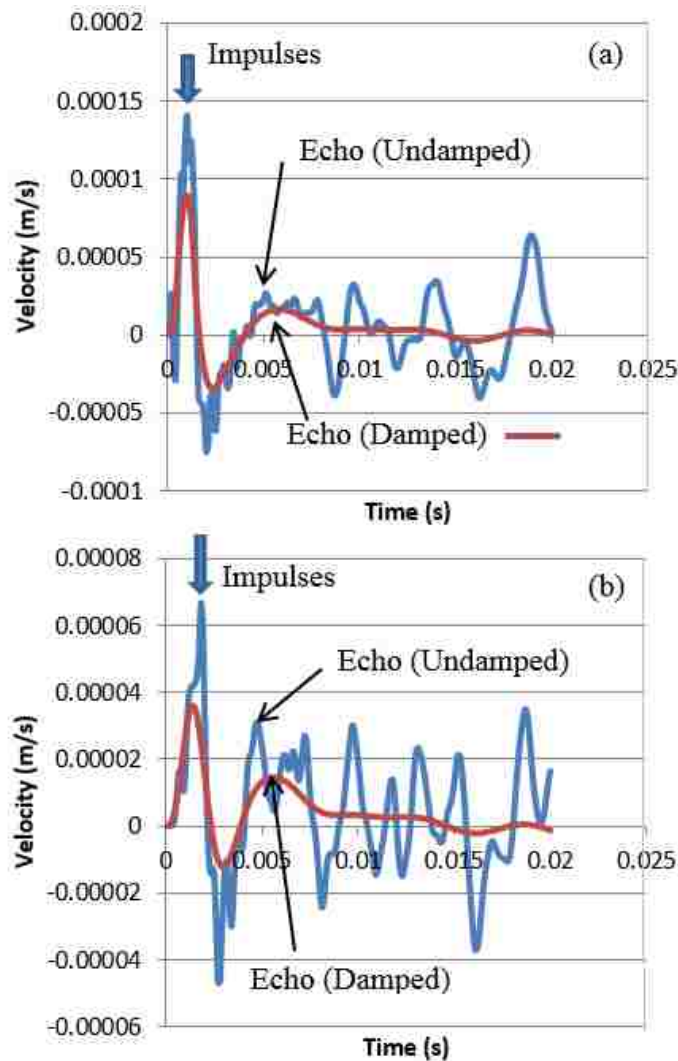 0.0002
Impulses
(a)
0.00015
Echo (Undamped)
0.0001
Velocity (m/s)
0.00005
0
0 0.005 0.01 0.015 0.02 0.025
-0.00005
Echo (Damped)
-0.0001
Time (s)
0.00008
Impulses
(b)
0.00006
Echo (Undamped)
0.00004
Velocity (m/s)
0.00002
0
0 0.005 0.01 0.015 0.02 0.025
-0.00002
-0.00004
Echo (Damped)
-0.00006
Time (s)